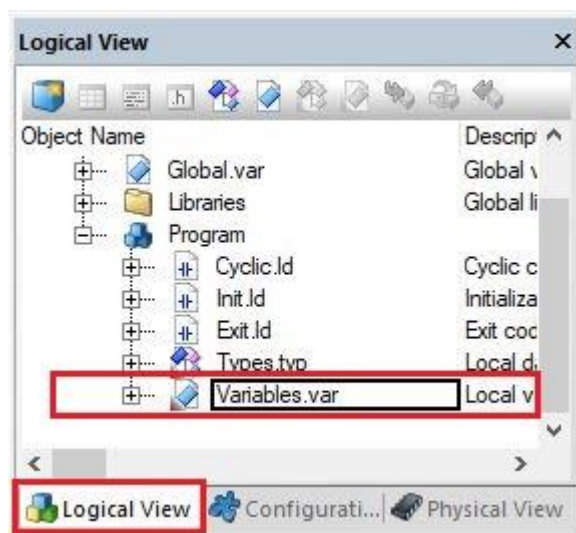 Logical View
.h
Object Name Descrip
Global.var Global v
Libraries Global li
Program
Cyclic.ld Cyclic c
Init.ld Initializa
Exit.ld Exit cod
Types.typ Local d
Variables.var Local v
Logical View Configurati... Physical View